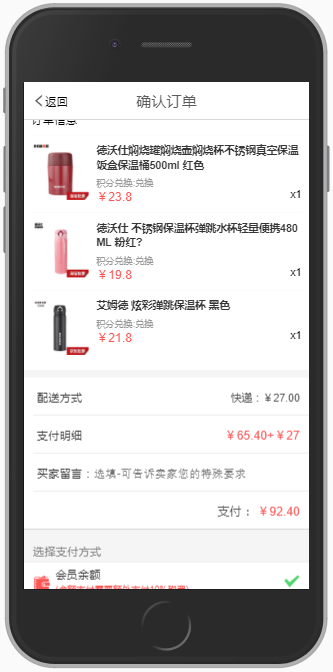 返回
确认订单
订单信息
德沃仕焖烧罐焖烧壶焖烧杯不锈钢真空保温
饭盒保温桶500ml 红色
积分兑换:兑换
￥23.8
x1
德沃仕 不锈钢保温杯弹跳水杯轻量便携480
ML 粉红?
积分兑换:兑换
￥19.8
x1
艾姆德 炫彩弹跳保温杯 黑色
积分兑换:兑换
￥21.8
x1
配送方式
快递：￥27.00
支付明细
￥65.40+￥27
买家留言：选填-可告诉卖家您的特殊要求
支付：￥92.40
选择支付方式
会员余额